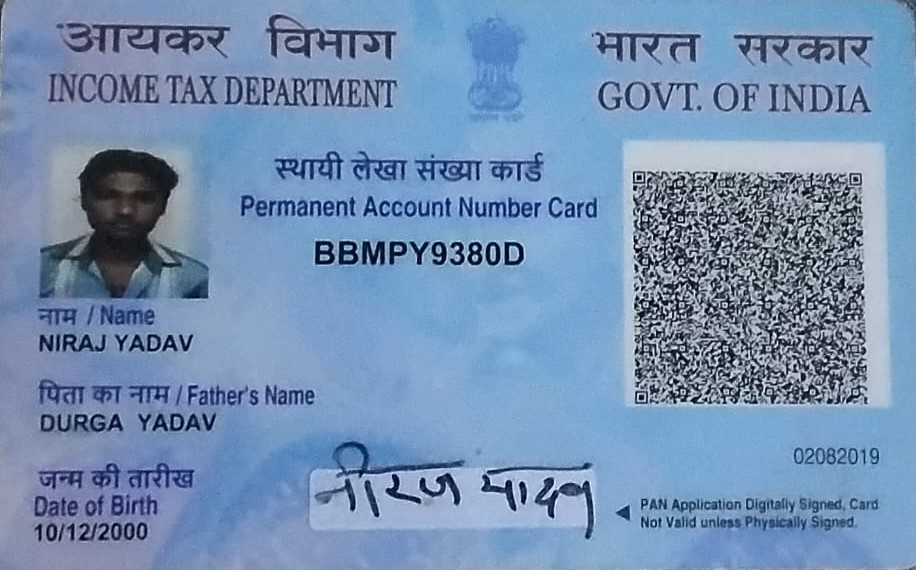 आयकर विभाग
INCOME TAX DEPARTMENT
भारत सरकार
GOVT. OF INDIA
स्थायी लेखा संख्या कार्ड
Permanent Account Number Card
BBMPY9380D
नाम / Name
NIRAJ YADAV
पिता का नाम / Father's Name
DURGA YADAV
जन्म की तारीख
Date of Birth
10/12/2000
नीरज यादव
02082019
PAN Application Digitally Signed, Card
Not Valid unless Physically Signed.